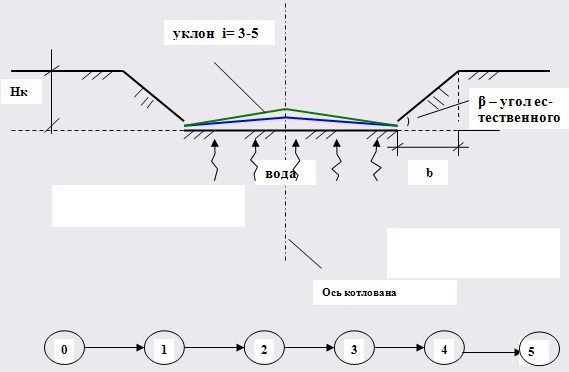 уклон i= 3-5
Нк
β – угол ес-
тественного
вода
b
Ось котлована
0 1 2 3 4 5